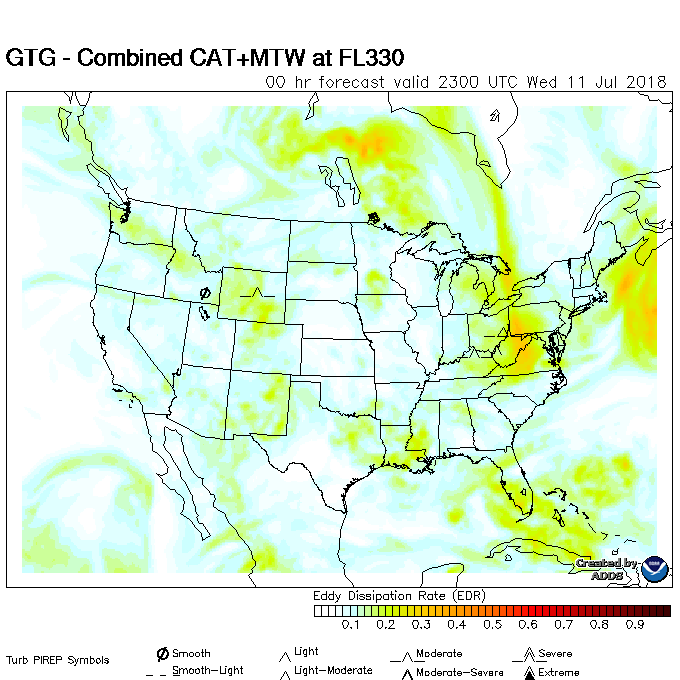 GTG - Combined CAT+MTW at FL330
00 hr forecast valid 2300 UTC Wed 11 Jul 2018
Created by
ADDS
Eddy Dissipation Rate (EDR)
0.1 0.2 0.3 0.4 0.5 0.6 0.7 0.8 0.9
Turb PIREP Symbols
Smooth Light Moderate Severe
Smooth-Light Light-Moderate Moderate-Severe Extreme